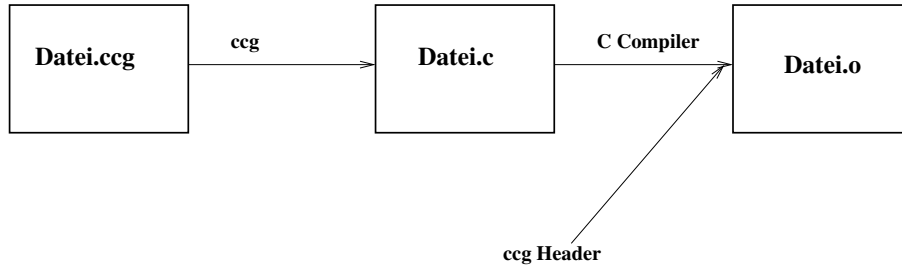 Datei.ccg
ccg
Datei.c
C Compiler
Datei.o
ccg Header